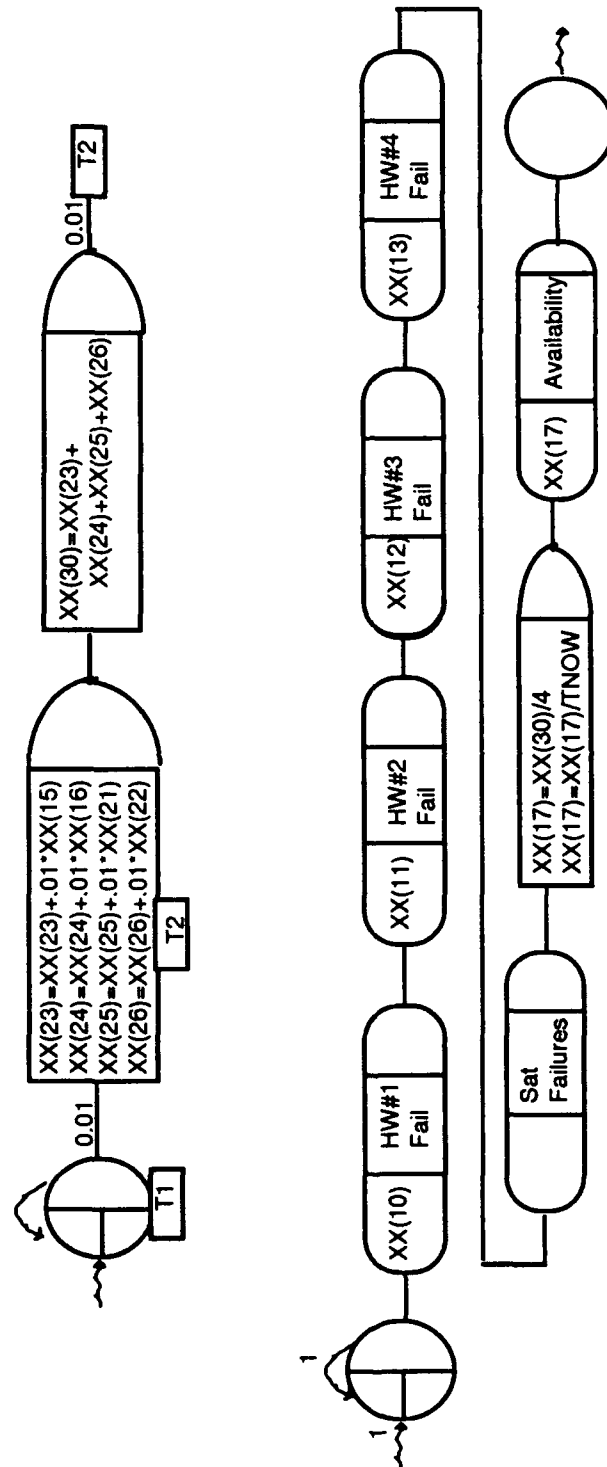 T1
0.01
XX(23)=XX(23)+.01*XX(15)
XX(24)=XX(24)+.01*XX(16)
XX(25)=XX(25)+.01*XX(21)
XX(26)=XX(26)+.01*XX(22)
T2
XX(30)=XX(23)+
XX(24)+XX(25)+XX(26)
0.01
T2
1
1
XX(10)
HW#1
Fail
XX(11)
HW#2
Fail
XX(12)
HW#3
Fail
XX(13)
HW#4
Fail
Sat
Failures
XX(17)=XX(30)/4
XX(17)=XX(17)/TNOW
XX(17)
Availability